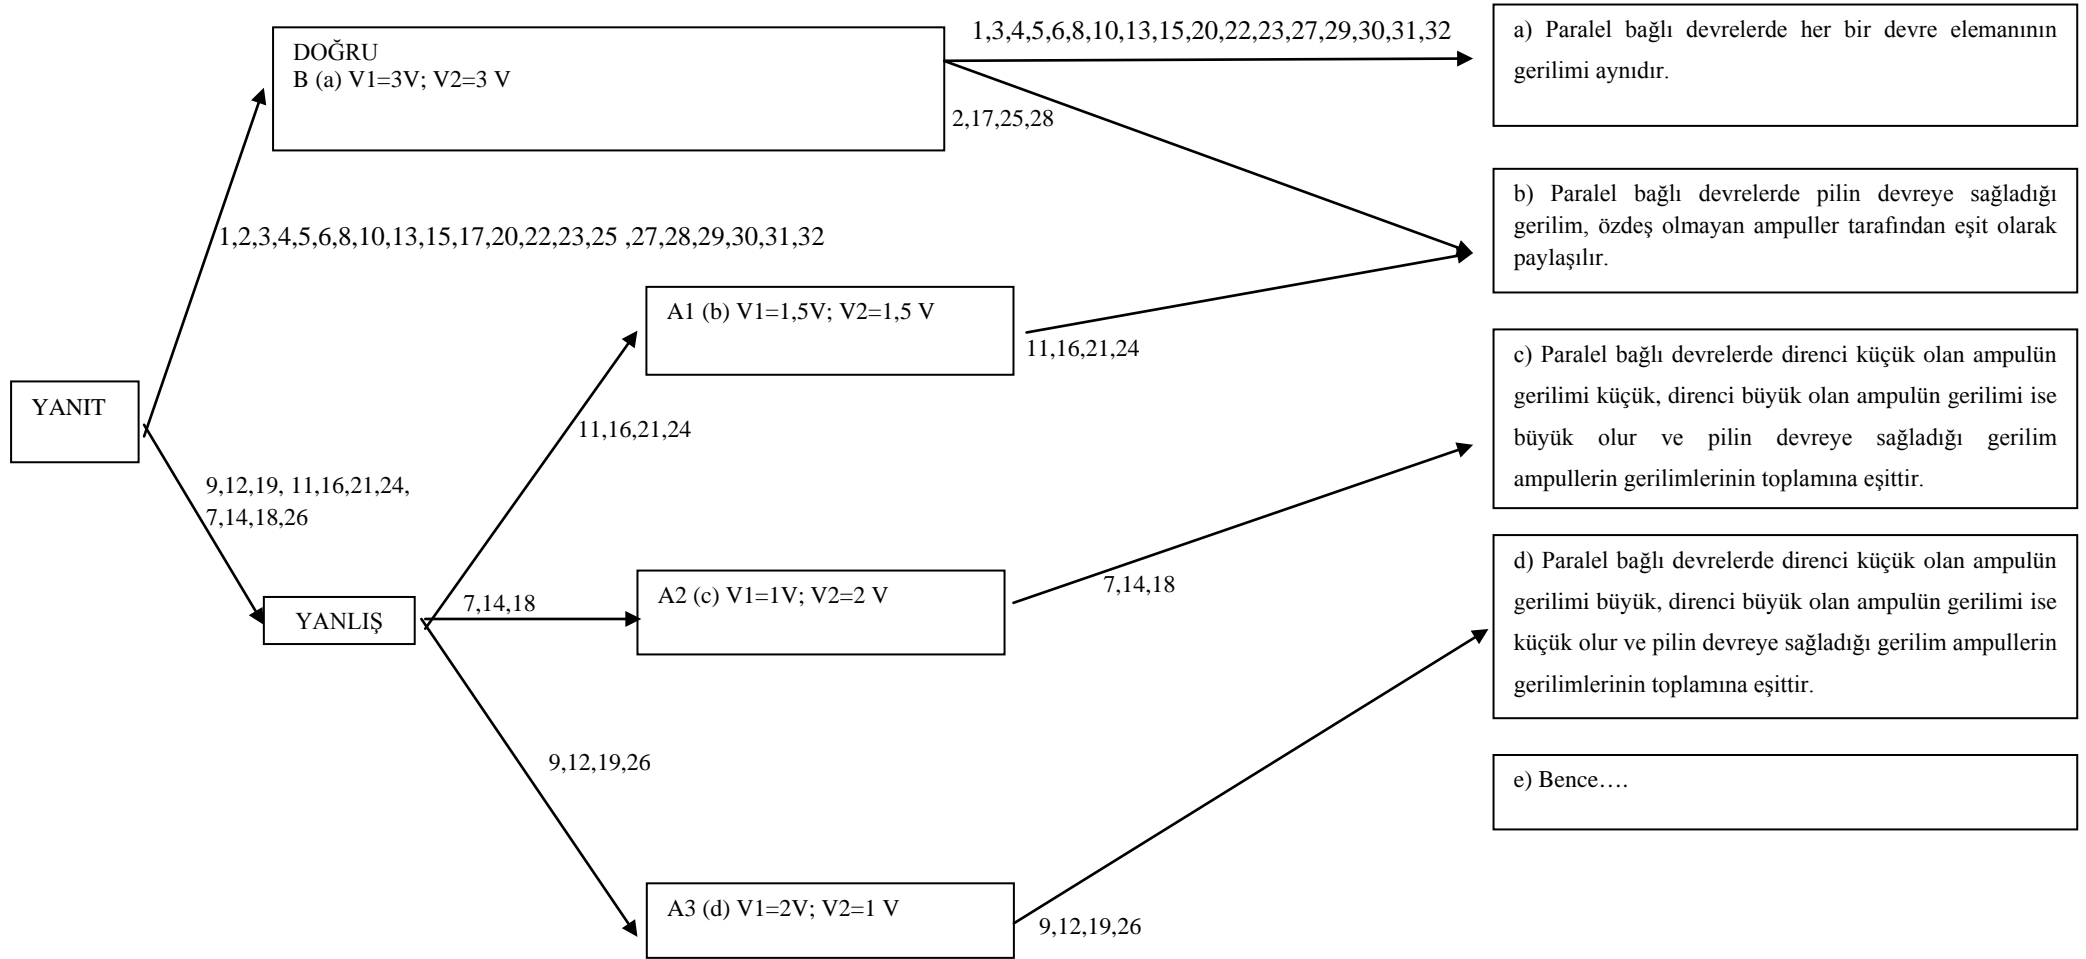 DOĞRU
B (a) V1=3V; V2=3 V
1,3,4,5,6,8,10,13,15,20,22,23,27,29,30,31,32
a) Paralel bağlı devrelerde her bir devre elemanının
gerilimi aynıdır.
2,17,25,28
b) Paralel bağlı devrelerde pilin devreye sağladığı
gerilim, özdeş olmayan ampuller tarafından eşit olarak
paylaşılır.
1,2,3,4,5,6,8,10,13,15,17,20,22,23,25 ,27,28,29,30,31,32
A1 (b) V1=1,5V; V2=1,5 V
11,16,21,24
c) Paralel bağlı devrelerde direnci küçük olan ampulün
gerilimi küçük, direnci büyük olan ampulün gerilimi ise
büyük olur ve pilin devreye sağladığı gerilim
ampullerin gerilimlerinin toplamına eşittir.
YANIT
11,16,21,24
9,12,19, 11,16,21,24,
7,14,18,26
d) Paralel bağlı devrelerde direnci küçük olan ampulün
gerilimi büyük, direnci büyük olan ampulün gerilimi ise
küçük olur ve pilin devreye sağladığı gerilim ampullerin
gerilimlerinin toplamına eşittir.
YANLIŞ
7,14,18
A2 (c) V1=1V; V2=2 V
7,14,18
9,12,19,26
e) Bence….
A3 (d) V1=2V; V2=1 V
9,12,19,26